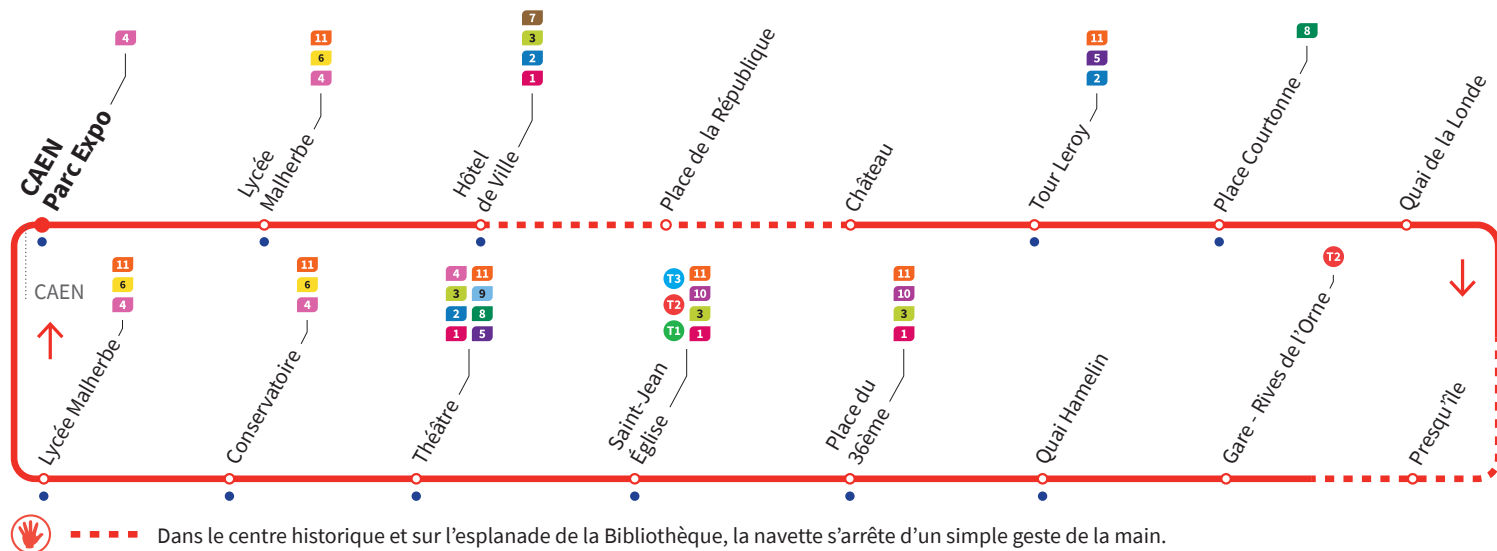 4
CAEN
Parc Expo
11
6
4
Lycée
Malherbe
7
3
2
1
Hôtel
de Ville
Place de la République
Château
11
5
2
Tour Leroy
8
Place Courtonne
Quai de la Londe
CAEN
11
6
4
Lycée Malherbe
11
6
4
Conservatoire
4 11
3 9
2 8
1 5
Théâtre
T3 11
T2 10
T1 3
1
Saint-Jean
Église
11
10
3
1
Place du
36ème
Quai Hamelin
T2
Gare - Rives de l'Orne
Presqu'île
Dans le centre historique et sur l'esplanade de la Bibliothèque, la navette s'arrête d'un simple geste de la main.